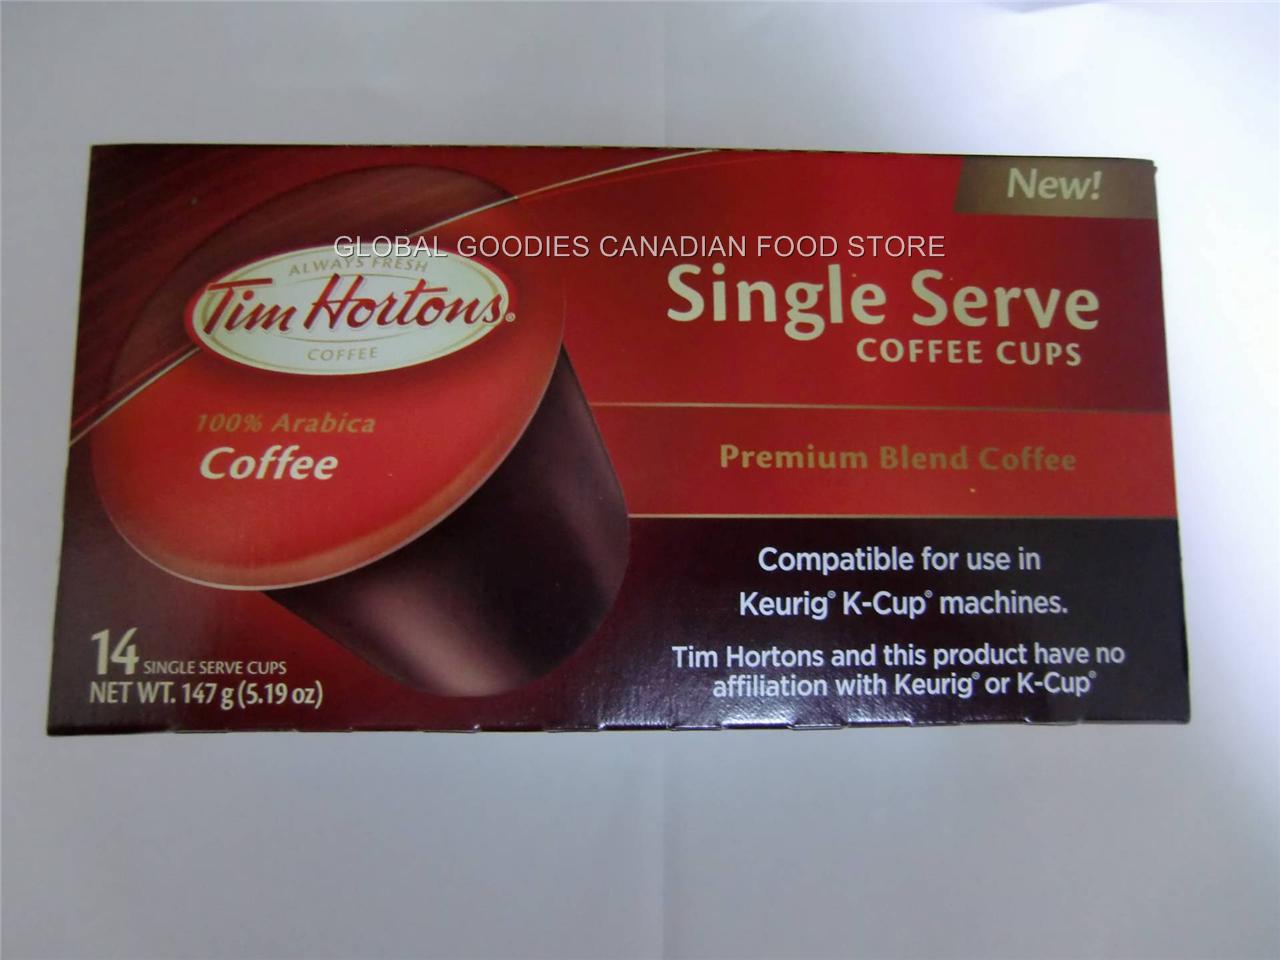 New!
GLOBAL GOODIES CANADIAN FOOD STORE
ALWAYS FRESH
Tim Hortons®
COFFEE
100% Arabica
Coffee
Single Serve
COFFEE CUPS
Premium Blend Coffee
Compatible for use in
Keurig® K-Cup® machines.
Tim Hortons and this product have no
affiliation with Keurig® or K-Cup®
14 SINGLE SERVE CUPS
NET WT. 147 g (5.19 oz)